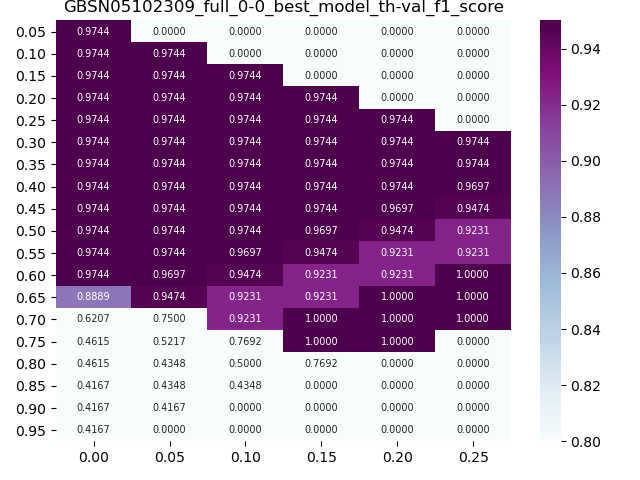 GBSN05102309_full_0-0_best_model_th-val_f1_score
0.05 0.9744 0.0000 0.0000 0.0000 0.0000 0.0000
0.10 0.9744 0.9744 0.0000 0.0000 0.0000 0.0000
0.15 0.9744 0.9744 0.9744 0.0000 0.0000 0.0000
0.20 0.9744 0.9744 0.9744 0.9744 0.0000 0.0000
0.25 0.9744 0.9744 0.9744 0.9744 0.9744 0.0000
0.30 0.9744 0.9744 0.9744 0.9744 0.9744 0.9744
0.35 0.9744 0.9744 0.9744 0.9744 0.9744 0.9744
0.40 0.9744 0.9744 0.9744 0.9744 0.9744 0.9697
0.45 0.9744 0.9744 0.9744 0.9744 0.9697 0.9474
0.50 0.9744 0.9744 0.9744 0.9697 0.9474 0.9231
0.55 0.9744 0.9744 0.9697 0.9474 0.9231 0.9231
0.60 0.9744 0.9697 0.9474 0.9231 0.9231 1.0000
0.65 0.8889 0.9474 0.9231 0.9231 1.0000 1.0000
0.70 0.6207 0.7500 0.9231 1.0000 1.0000 1.0000
0.75 0.4615 0.5217 0.7692 1.0000 1.0000 0.0000
0.80 0.4615 0.4348 0.5000 0.7692 0.0000 0.0000
0.85 0.4167 0.4348 0.4348 0.0000 0.0000 0.0000
0.90 0.4167 0.4167 0.0000 0.0000 0.0000 0.0000
0.95 0.4167 0.0000 0.0000 0.0000 0.0000 0.0000
0.00 0.05 0.10 0.15 0.20 0.25
0.94
0.92
0.90
0.88
0.86
0.84
0.82
0.80